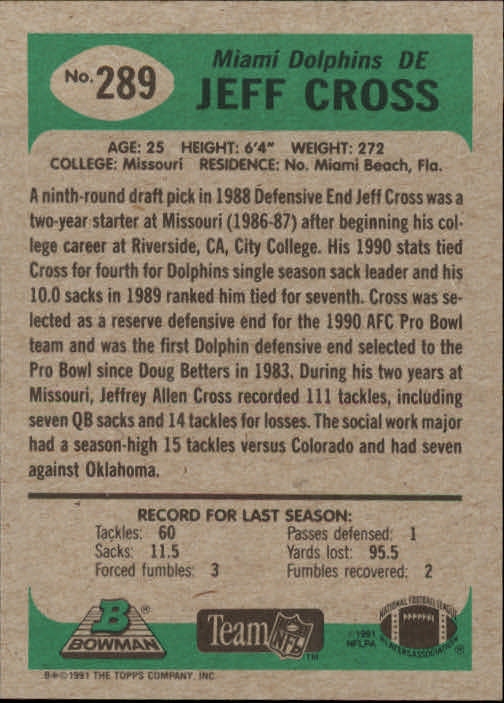 No. 289
Miami Dolphins DE
JEFF CROSS
AGE: 25 HEIGHT: 6'4" WEIGHT: 272
COLLEGE: Missouri RESIDENCE: No. Miami Beach, Fla.
A ninth-round draft pick in 1988 Defensive End Jeff Cross was a
two-year starter at Missouri (1986-87) after beginning his col-
lege career at Riverside, CA, City College. His 1990 stats tied
Cross for fourth for Dolphins single season sack leader and his
10.0 sacks in 1989 ranked him tied for seventh. Cross was se-
lected as a reserve defensive end for the 1990 AFC Pro Bowl
team and was the first Dolphin defensive end selected to the
Pro Bowl since Doug Betters in 1983. During his two years at
Missouri, Jeffrey Allen Cross recorded 111 tackles, including
seven QB sacks and 14 tackles for losses. The social work major
had a season-high 15 tackles versus Colorado and had seven
against Oklahoma.
RECORD FOR LAST SEASON:
Tackles: 60 Passes defensed: 1
Sacks: 11.5 Yards lost: 95.5
Forced fumbles: 3 Fumbles recovered: 2
B ®
BOWMAN
Team NFL ™
NATIONAL FOOTBALL LEAGUE
©1991
NFLPA
PLAYERS ASSOCIATION ®
B®©1991 THE TOPPS COMPANY, INC.